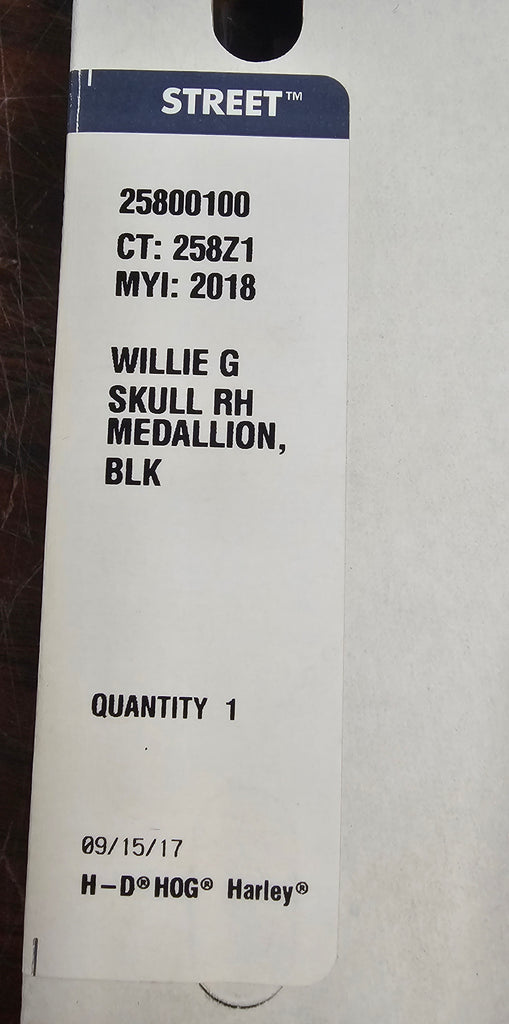 STREET™
25800100
CT: 258Z1
MYI: 2018
WILLIE G
SKULL RH
MEDALLION,
BLK
QUANTITY 1
09/15/17
H-D® HOG® Harley®